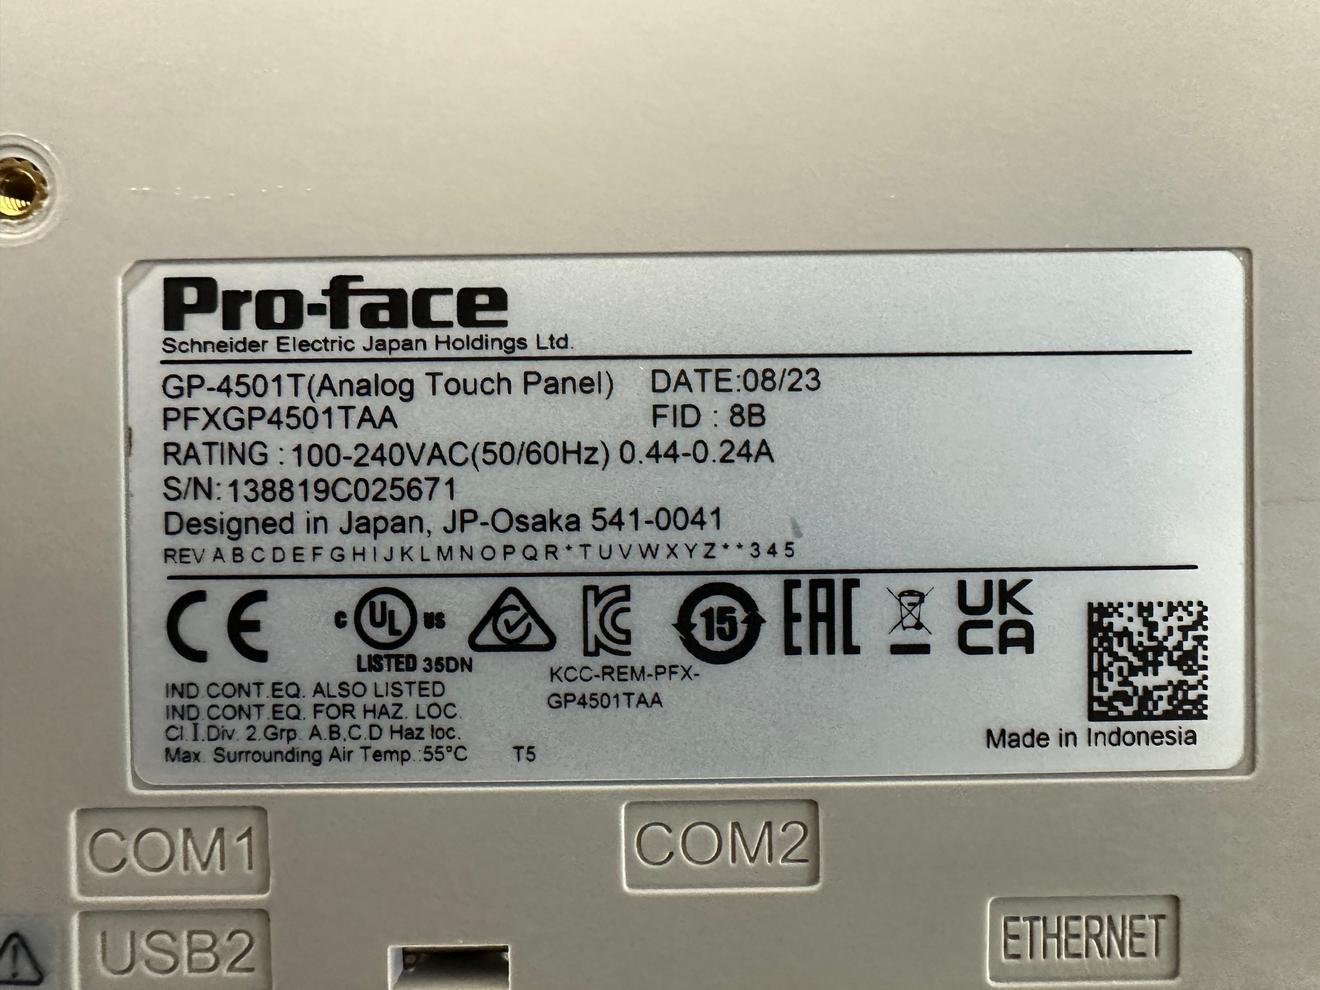 Pro-face
Schneider Electric Japan Holdings Ltd.
GP-4501T(Analog Touch Panel) DATE:08/23
PFXGP4501TAA FID : 8B
RATING : 100-240VAC(50/60Hz) 0.44-0.24A
S/N:138819C025671
Designed in Japan, JP-Osaka 541-0041
REV A B C D E F G H I J K L M N O P Q R * T U V W X Y Z * * 3 4 5
CE C UL US KC 15 EAC UK CA
LISTED 35DN
KCC-REM-PFX-
GP4501TAA
IND.CONT.EQ. ALSO LISTED
IND.CONT.EQ. FOR HAZ. LOC.
Cl.I.Div. 2.Grp. A.B.C.D Haz loc.
Max. Surrounding Air Temp.:55°C T5
Made in Indonesia
COM1 COM2
USB2 ETHERNET